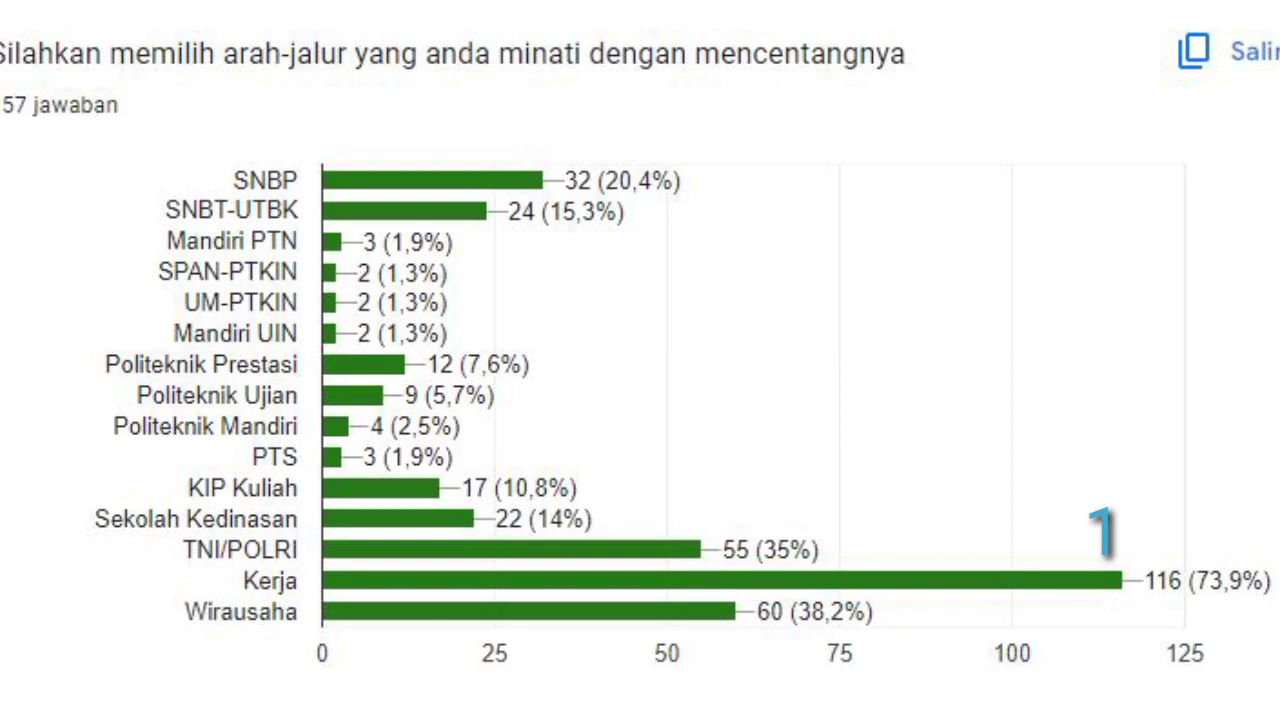 Silahkan memilih arah-jalur yang anda minati dengan mencentangnya
Salin
57 jawaban
SNBP 32 (20,4%)
SNBT-UTBK 24 (15,3%)
Mandiri PTN 3 (1,9%)
SPAN-PTKIN 2 (1,3%)
UM-PTKIN 2 (1,3%)
Mandiri UIN 2 (1,3%)
Politeknik Prestasi 12 (7,6%)
Politeknik Ujian 9 (5,7%)
Politeknik Mandiri 4 (2,5%)
PTS 3 (1,9%)
KIP Kuliah 17 (10,8%)
Sekolah Kedinasan 22 (14%)
1
TNI/POLRI 55 (35%)
Kerja 116 (73,9%)
Wirausaha 60 (38,2%)
0 25 50 75 100 125